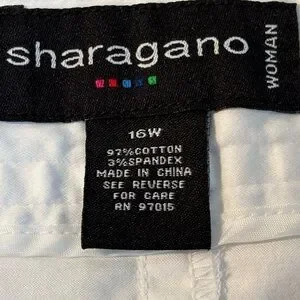 sharagano
WOMAN
16W
97%COTTON
3%SPANDEX
MADE IN CHINA
SEE REVERSE
FOR CARE
RN 97015